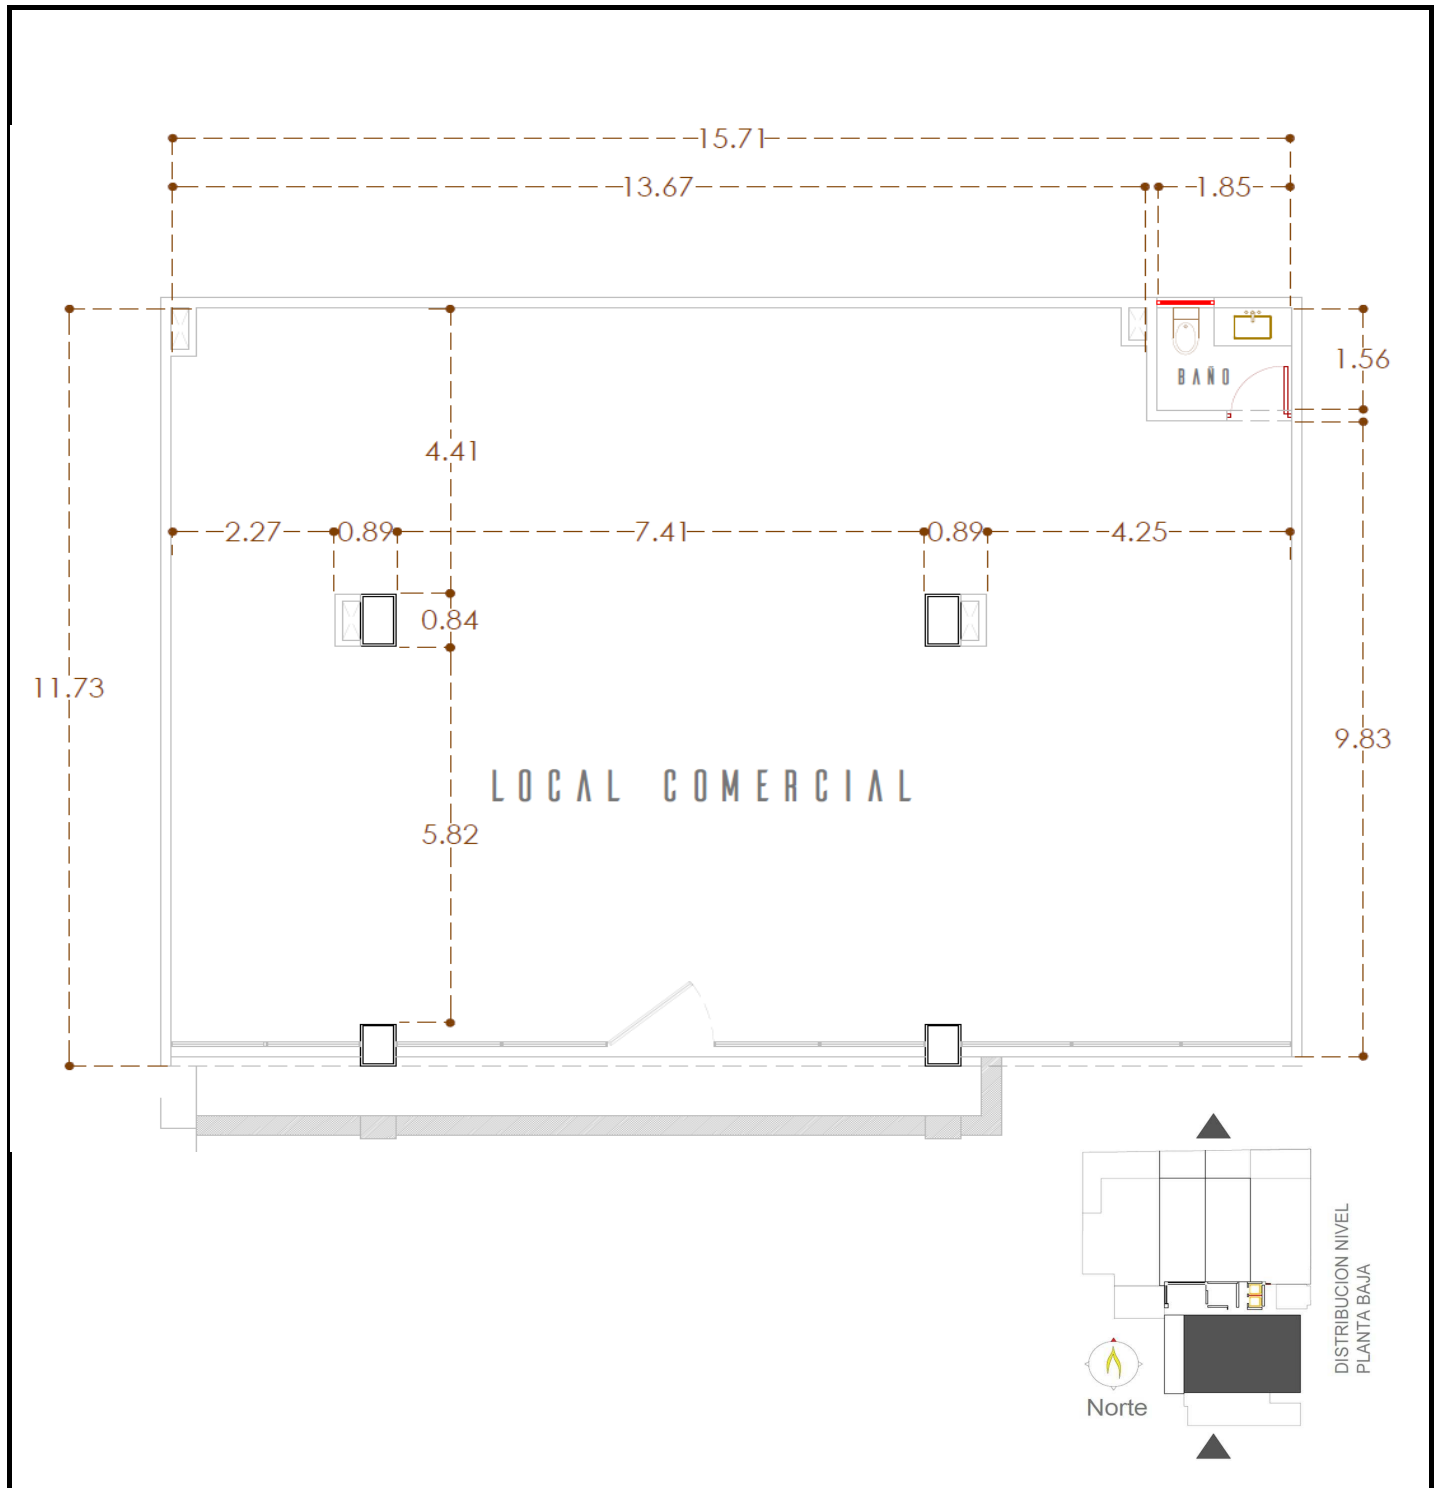 15.71
13.67
1.85
1.56
BAÑO
4.41
2.27
0.89
7.41
0.89
4.25
0.84
11.73
9.83
LOCAL COMERCIAL
5.82
DISTRIBUCION NIVEL
PLANTA BAJA
Norte